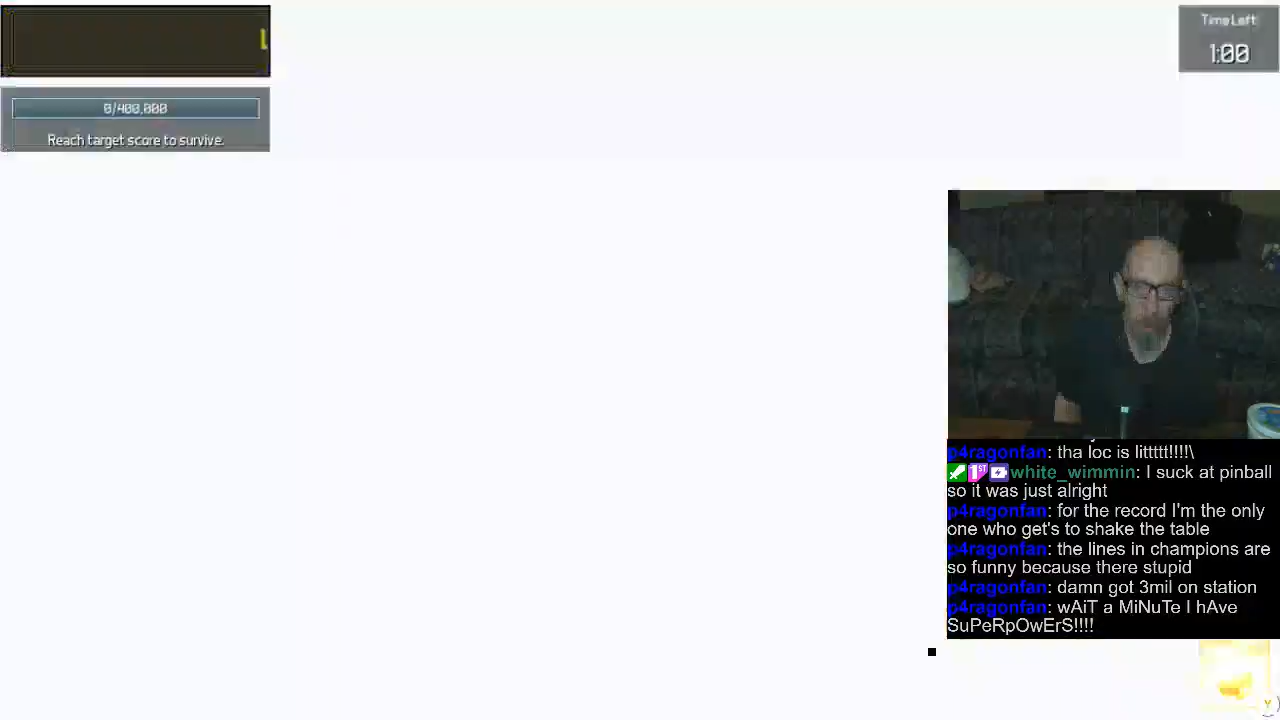 Time Left
1:00
0/400,000
Reach target score to survive.
p4ragonfan: tha loc is littttt!!!!\
1ST white_wimmin: I suck at pinball
so it was just alright
p4ragonfan: for the record I'm the only
one who get's to shake the table
p4ragonfan: the lines in champions are
so funny because there stupid
p4ragonfan: damn got 3mil on station
p4ragonfan: wAiT a MiNuTe I hAve
SuPeRpOwErS!!!!
Y